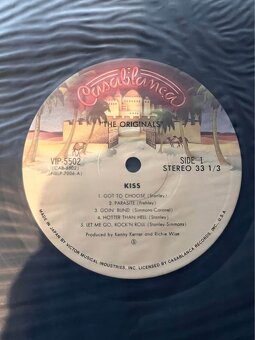 Casablanca
"THE ORIGINALS"
VIP-5502
SIDE 1
STEREO 33 1/3
KISS
1. GOT TO CHOOSE (Stanley)
2. PARASITE (Frehley)
3. GOIN' BLIND (Simmons-Coronel)
4. HOTTER THAN HELL (Stanley)
5. LET ME GO, ROCK'N ROLL (Stanley-Simmons)
Produced by Kenny Kerner and Richie Wise
MADE IN JAPAN BY VICTOR MUSICAL INDUSTRIES, INC. LICENSED BY CASABLANCA RECORDS, INC. U.S.A.